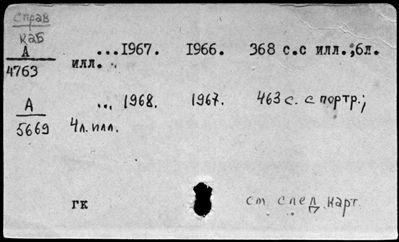 справ
каб
А ...1967. 1966. 368 с.с илл.;бл.
4763 илл.
А ... 1968. 1967. 463 с. с портр.;
5669 4л. илл.
гк см след карт.